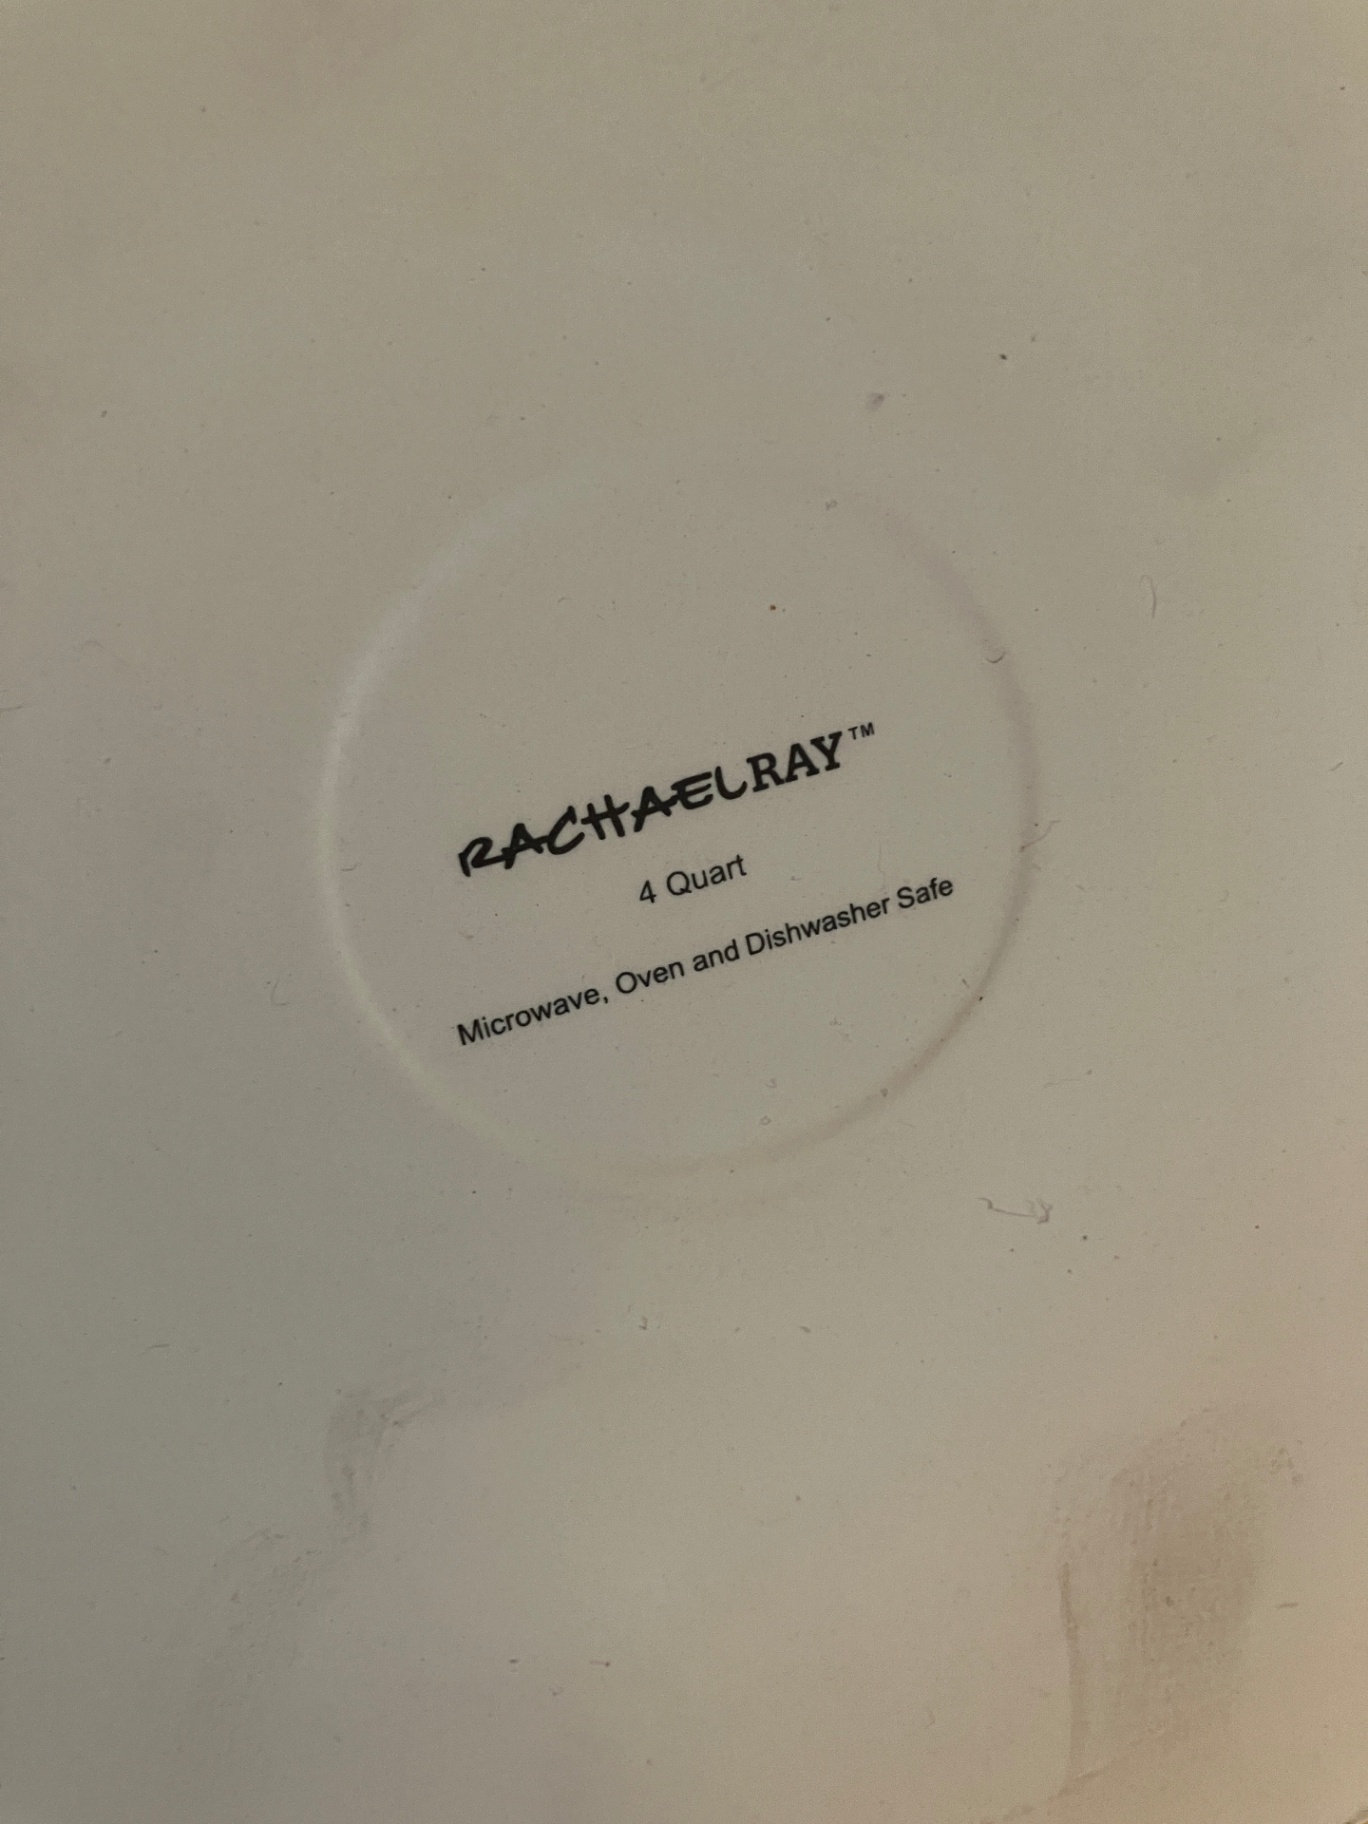 RACHAELRAY™
4 Quart
Microwave, Oven and Dishwasher Safe